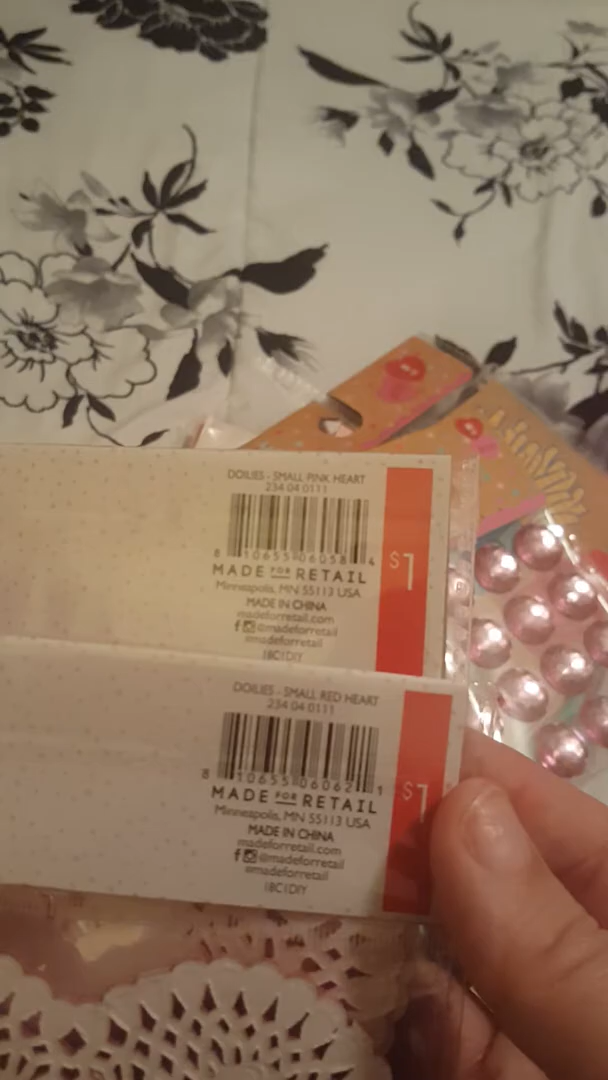 DOILIES - SMALL PINK HEART
234 04 0111
8 10655 06058 4
MADE FOR RETAIL
Minneapolis, MN 55113 USA
MADE IN CHINA
madeforretail.com
@madeforretail
#madeforretail
18C1DIY
$1
DOILIES - SMALL RED HEART
234 04 0111
8 10655 06062 1
MADE FOR RETAIL
Minneapolis, MN 55113 USA
MADE IN CHINA
madeforretail.com
@madeforretail
#madeforretail
18C1DIY
$1